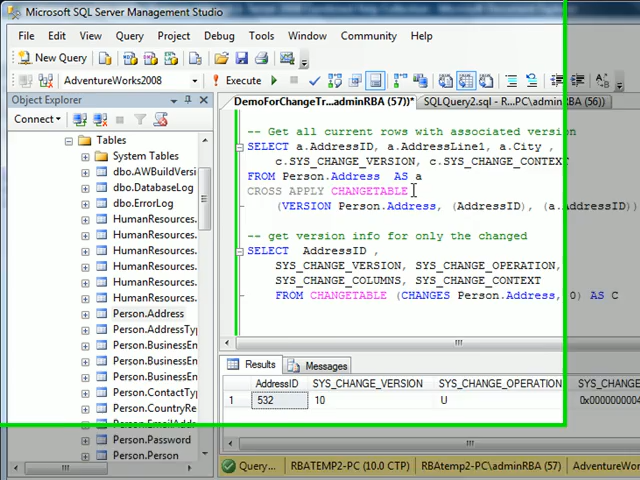 Microsoft SQL Server Management Studio
File Edit View Query Project Debug Tools Window Community Help
New Query
AdventureWorks2008 Execute
Object Explorer
DemoForChangeTr...adminRBA (57))* SQLQuery2.sql - R...PC\adminRBA (56))
Connect
Tables
System Tables
dbo.AWBuildVersi
dbo.DatabaseLog
dbo.ErrorLog
HumanResources.
HumanResources.
HumanResources.
HumanResources.
HumanResources.
HumanResources.
Person.Address
Person.AddressTy
Person.BusinessEn
Person.BusinessEn
Person.BusinessEn
Person.ContactTy
Person.CountryRe
Person.EmailAddr
Person.Password
Person.Person
-- Get all current rows with associated version
SELECT a.AddressID, a.AddressLine1, a.City ,
c.SYS_CHANGE_VERSION, c.SYS_CHANGE_CONTEXT
FROM Person.Address AS a
CROSS APPLY CHANGETABLE
(VERSION Person.Address, (AddressID), (a.AddressID))
-- get version info for only the changed
SELECT AddressID ,
SYS_CHANGE_VERSION, SYS_CHANGE_OPERATION,
SYS_CHANGE_COLUMNS, SYS_CHANGE_CONTEXT
FROM CHANGETABLE (CHANGES Person.Address, 0) AS C
Results Messages
AddressID SYS_CHANGE_VERSION SYS_CHANGE_OPERATION SYS_CHANGE
1 532 10 U 0x0000000004
Query... RBATEMP2-PC (10.0 CTP) RBAtemp2-PC\adminRBA (57) AdventureWo